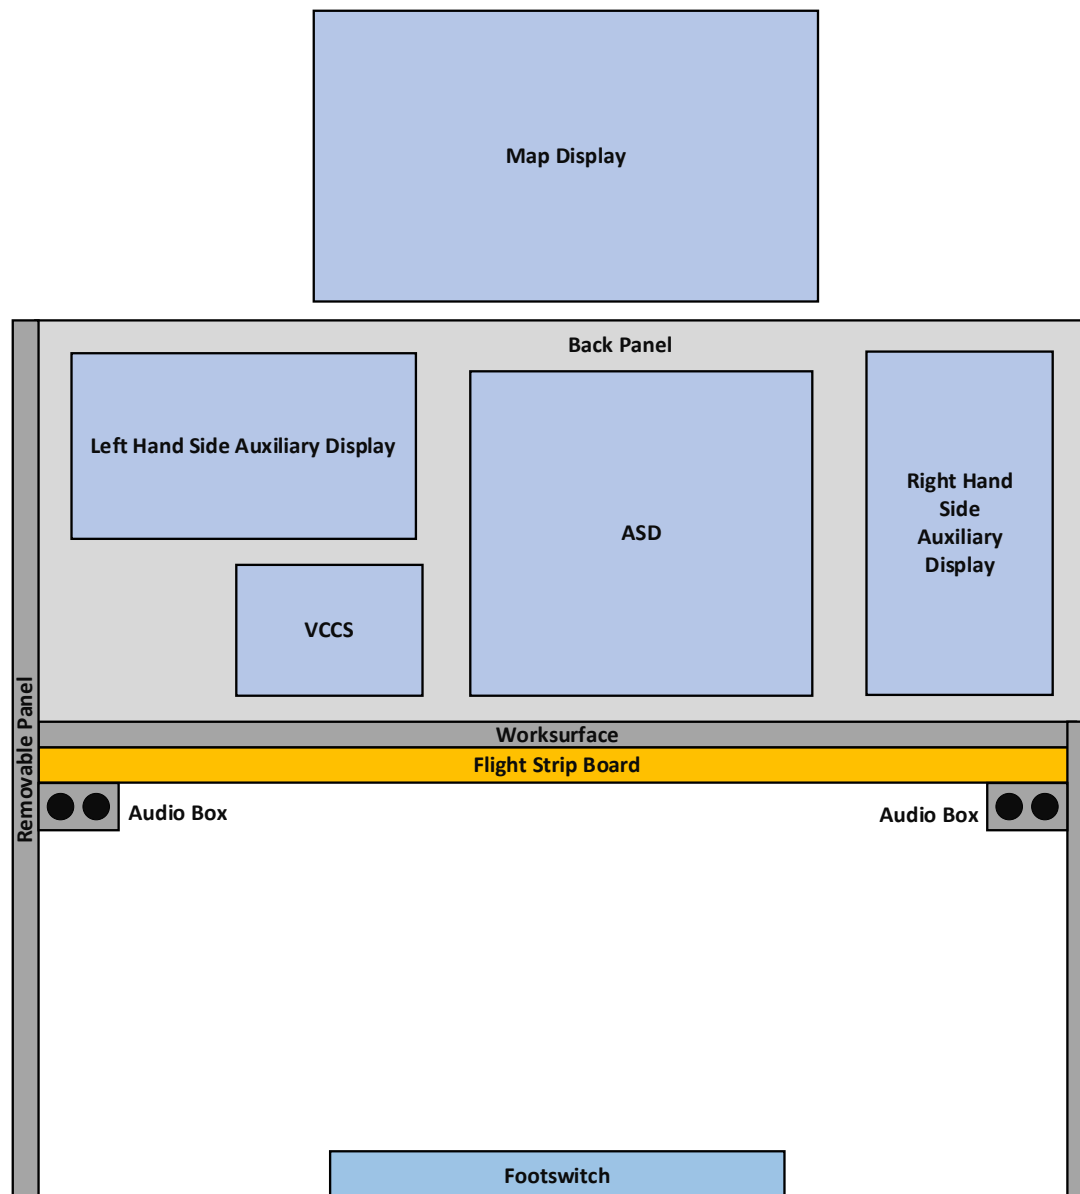 Map Display
Back Panel
Left Hand Side Auxiliary Display
ASD
Right Hand
Side
Auxiliary
Display
VCCS
Removable Panel
Worksurface
Flight Strip Board
Audio Box
Audio Box
Footswitch